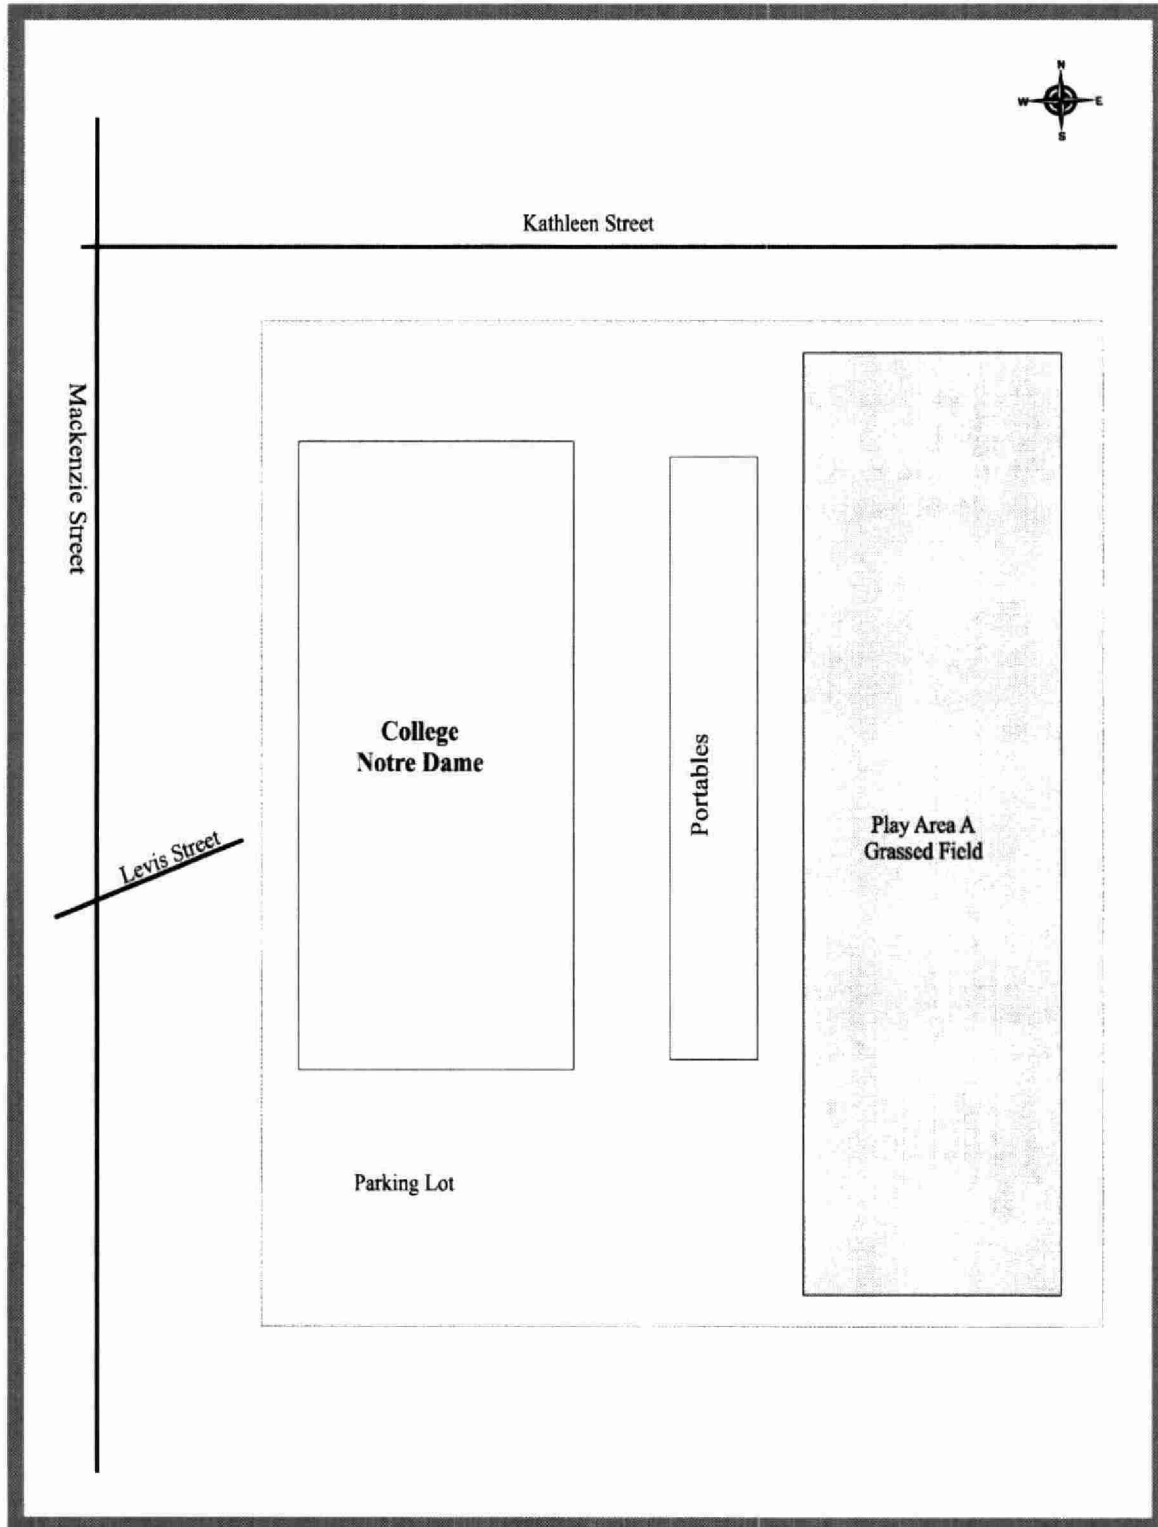 N
W E
S
Kathleen Street
Mackenzie Street
College
Notre Dame
Portables
Play Area A
Grassed Field
Levis Street
Parking Lot